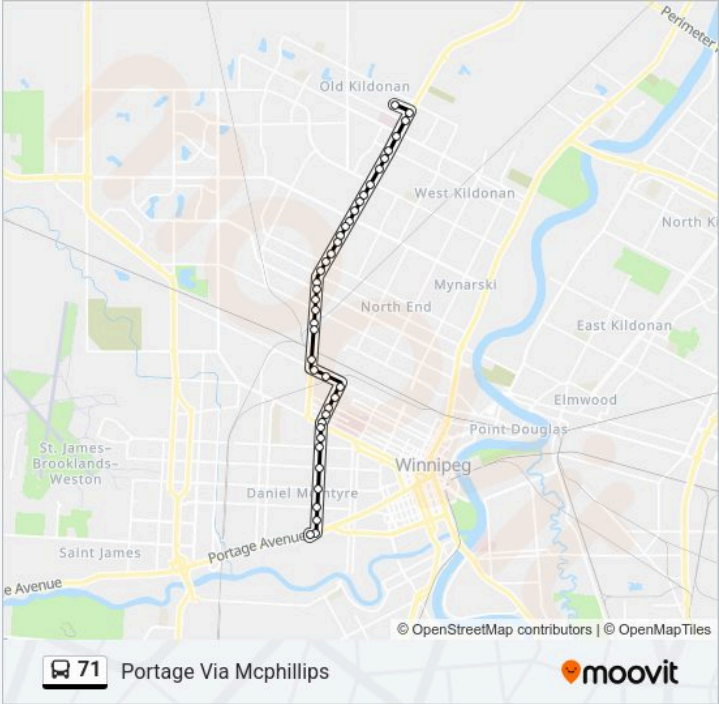 Perimeter
Old Kildonan
West Kildonan
North Ki
Mynarski
North End
East Kildonan
Elmwood
Point Douglas
St. James–
Brooklands–
Weston
Winnipeg
Daniel McIntyre
Portage Avenue
Saint James
e Avenue
© OpenStreetMap contributors | © OpenMapTiles
71 Portage Via Mcphillips
moovit